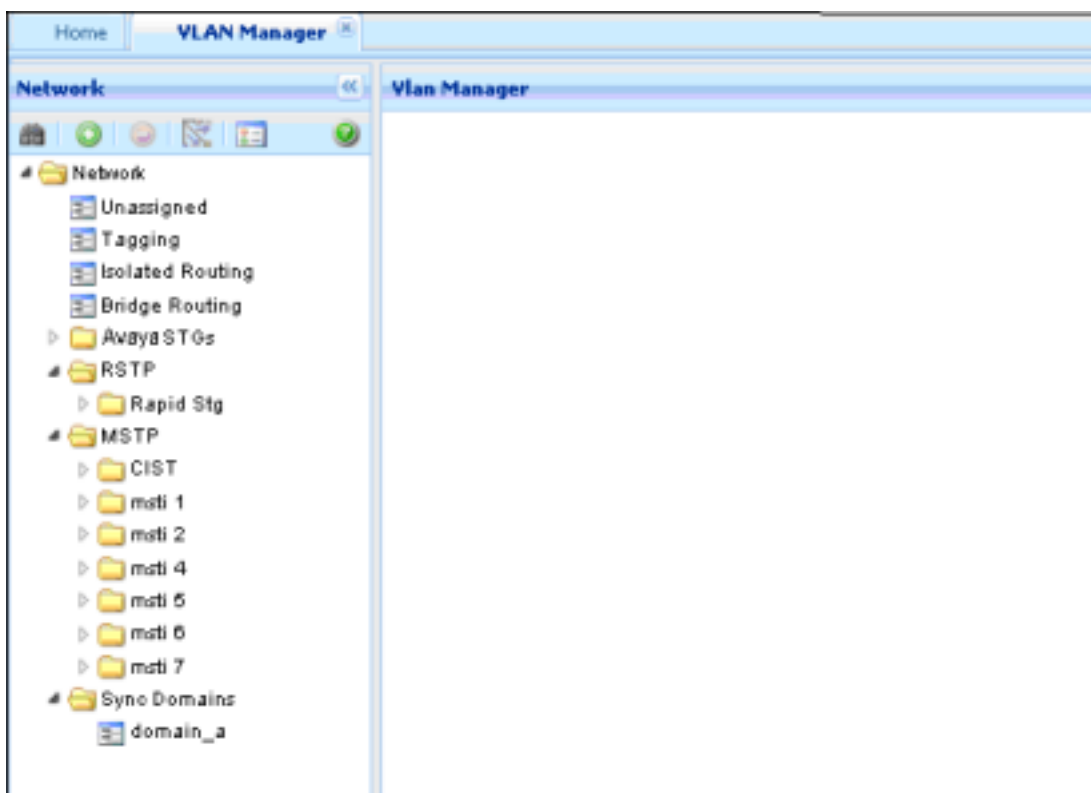 Home
VLAN Manager
Network
Vlan Manager
Network
Unassigned
Tagging
Isolated Routing
Bridge Routing
Avaya STGs
RSTP
Rapid Stg
MSTP
CIST
msti 1
msti 2
msti 4
msti 5
msti 6
msti 7
Sync Domains
domain_a